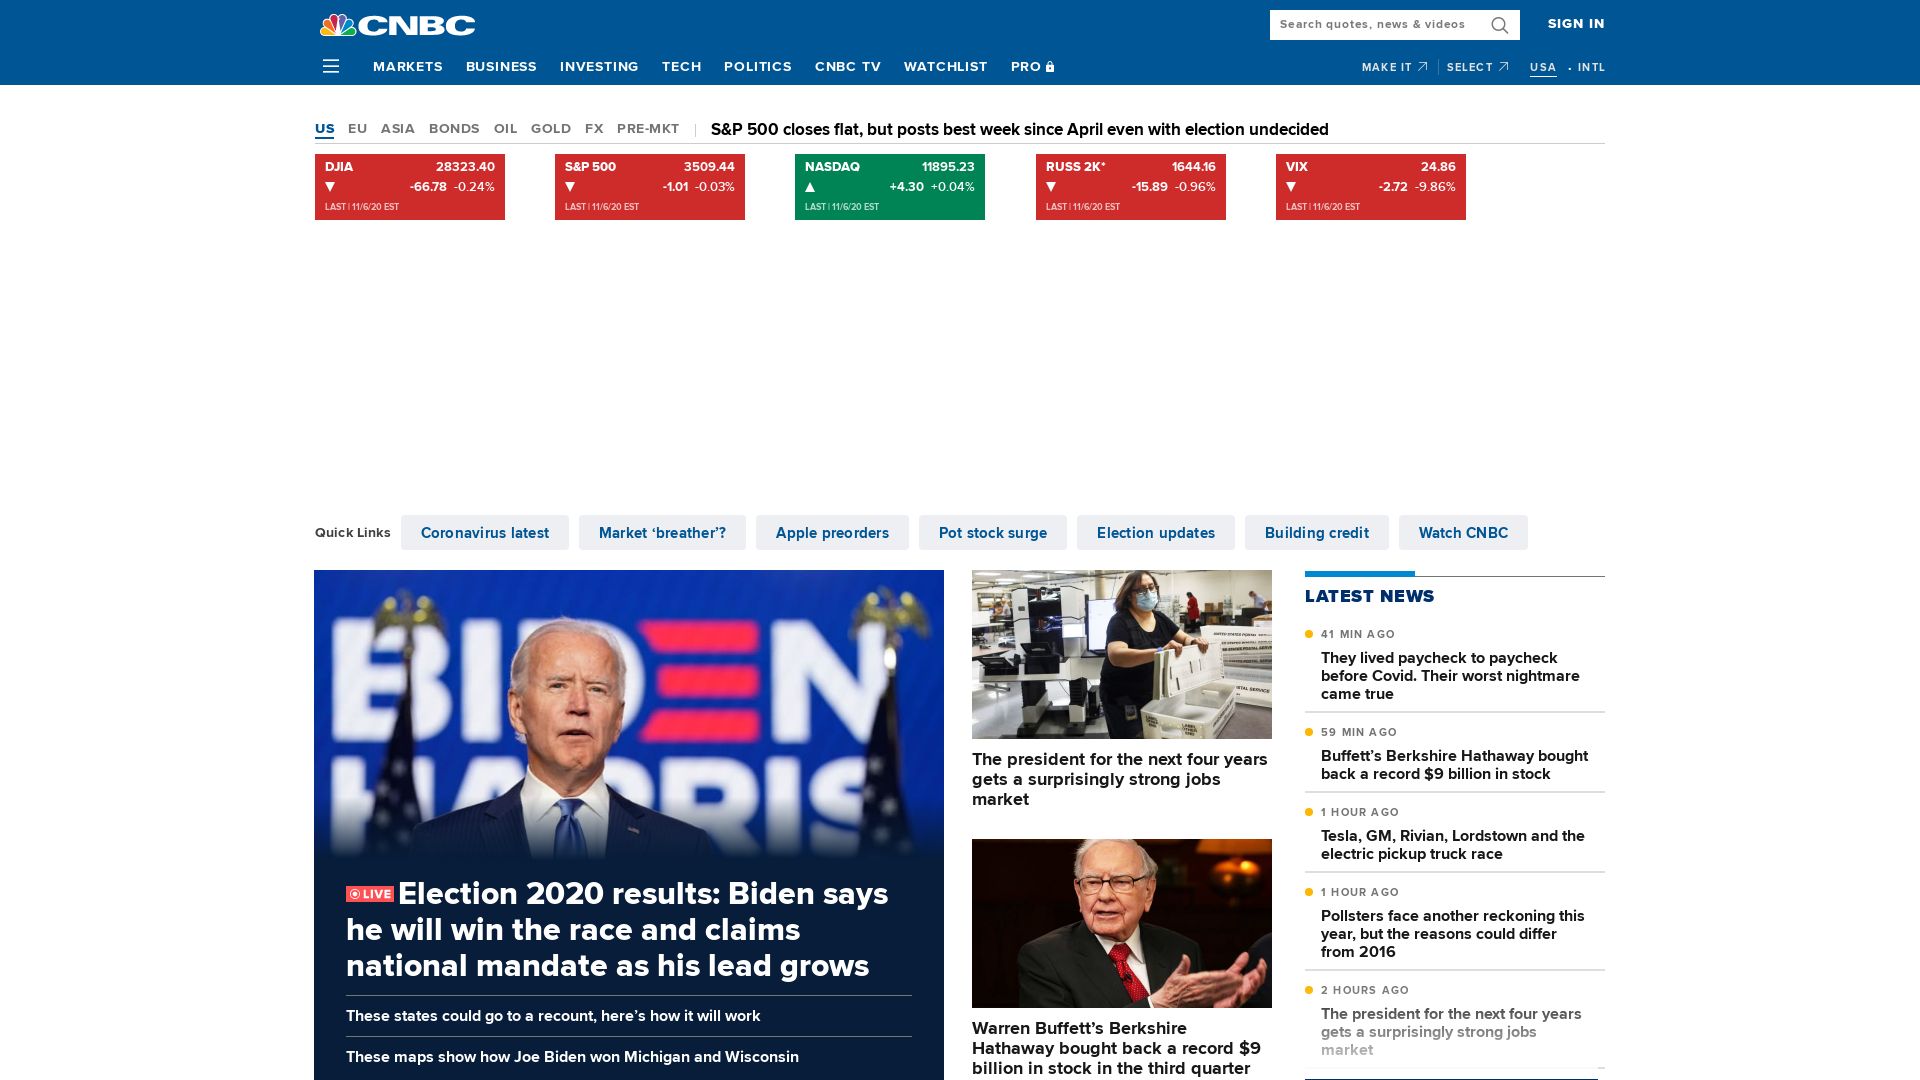 CNBC
Search quotes, news & videos
SIGN IN
MARKETS BUSINESS INVESTING TECH POLITICS CNBC TV WATCHLIST PRO
MAKE IT SELECT USA • INTL
US EU ASIA BONDS OIL GOLD FX PRE-MKT
S&P 500 closes flat, but posts best week since April even with election undecided
DJIA 28323.40
-66.78 -0.24%
LAST | 11/6/20 EST
S&P 500 3509.44
-1.01 -0.03%
LAST | 11/6/20 EST
NASDAQ 11895.23
+4.30 +0.04%
LAST | 11/6/20 EST
RUSS 2K* 1644.16
-15.89 -0.96%
LAST | 11/6/20 EST
VIX 24.86
-2.72 -9.86%
LAST | 11/6/20 EST
Quick Links Coronavirus latest Market ‘breather’? Apple preorders Pot stock surge Election updates Building credit Watch CNBC
BIDEN
HARRIS
LIVE Election 2020 results: Biden says
he will win the race and claims
national mandate as his lead grows
These states could go to a recount, here’s how it will work
These maps show how Joe Biden won Michigan and Wisconsin
The president for the next four years
gets a surprisingly strong jobs
market
Warren Buffett’s Berkshire
Hathaway bought back a record $9
billion in stock in the third quarter
LATEST NEWS
41 MIN AGO
They lived paycheck to paycheck
before Covid. Their worst nightmare
came true
59 MIN AGO
Buffett’s Berkshire Hathaway bought
back a record $9 billion in stock
1 HOUR AGO
Tesla, GM, Rivian, Lordstown and the
electric pickup truck race
1 HOUR AGO
Pollsters face another reckoning this
year, but the reasons could differ
from 2016
2 HOURS AGO
The president for the next four years
gets a surprisingly strong jobs
market